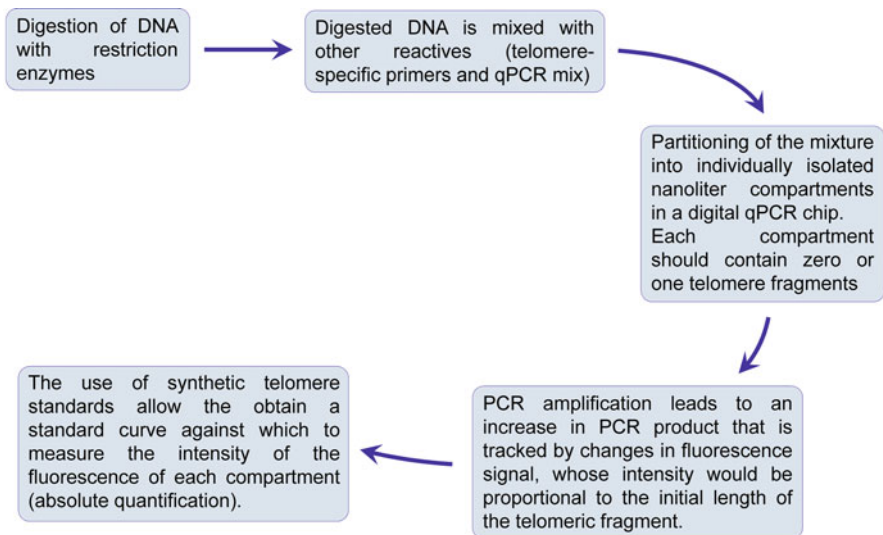 Digestion of DNA
with restriction
enzymes
Digested DNA is mixed with
other reactives (telomere-
specific primers and qPCR mix)
Partitioning of the mixture
into individually isolated
nanoliter compartments
in a digital qPCR chip.
Each compartment
should contain zero or
one telomere fragments
PCR amplification leads to an
increase in PCR product that is
tracked by changes in fluorescence
signal, whose intensity would be
proportional to the initial length of
the telomeric fragment.
The use of synthetic telomere
standards allow the obtain a
standard curve against which to
measure the intensity of the
fluorescence of each compartment
(absolute quantification).